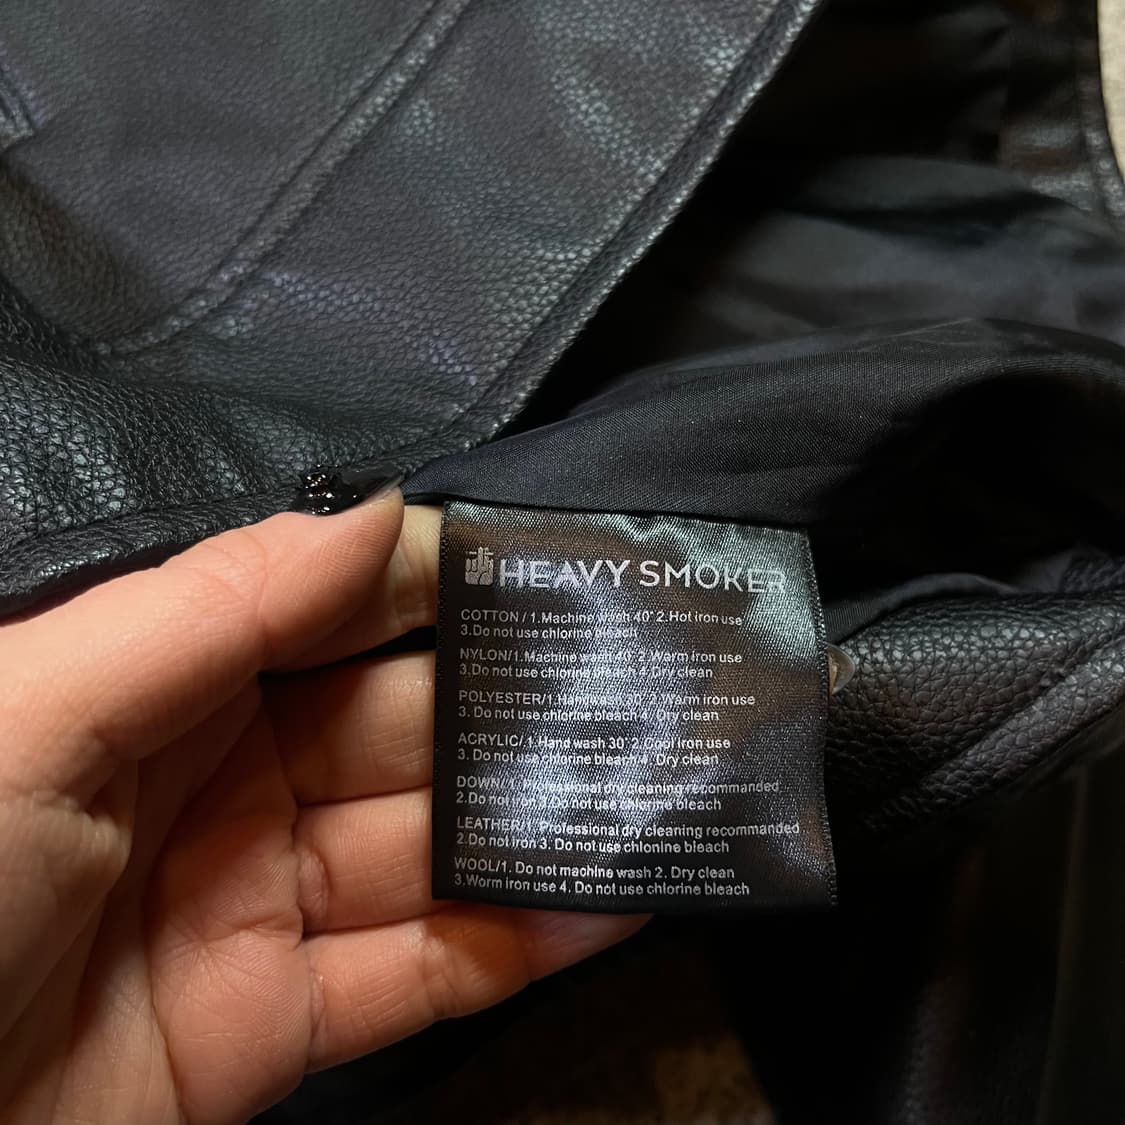 HEAVY SMOKER
COTTON / 1.Machine wash 40° 2.Hot iron use
3.Do not use chlorine bleach
NYLON/1.Machine wash 40° 2.Warm iron use
3.Do not use chlorine bleach 4. Dry clean
POLYESTER/1.Hand wash 30° 2.Warm iron use
3. Do not use chlorine bleach 4. Dry clean
ACRYLIC/.1.Hand wash 30° 2.Cool iron use
3. Do not use chlorine bleach 4. Dry clean
DOWN/1. Professional dry cleaning recommanded
2.Do not iron 3.Do not use chlorine bleach
LEATHER/1. Professional dry cleaning recommanded
2.Do not iron 3. Do not use chlonine bleach
WOOL/1. Do not machine wash 2. Dry clean
3.Worm iron use 4. Do not use chlorine bleach